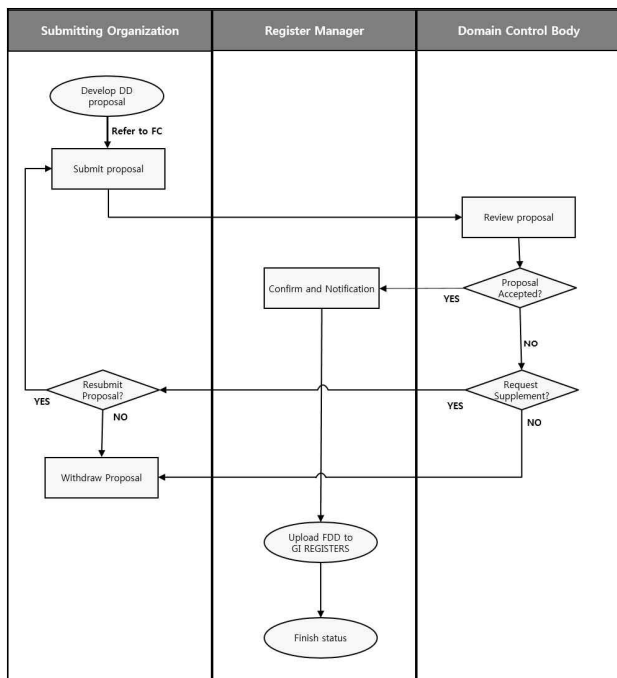 Submitting Organization
Register Manager
Domain Control Body
Develop DD
proposal
Refer to FC
Submit proposal
Review proposal
Proposal
Accepted?
YES
Confirm and Notification
NO
Resubmit
Proposal?
YES
NO
Request
Supplement?
YES
NO
Withdraw Proposal
Upload FDD to
GI REGISTERS
Finish status